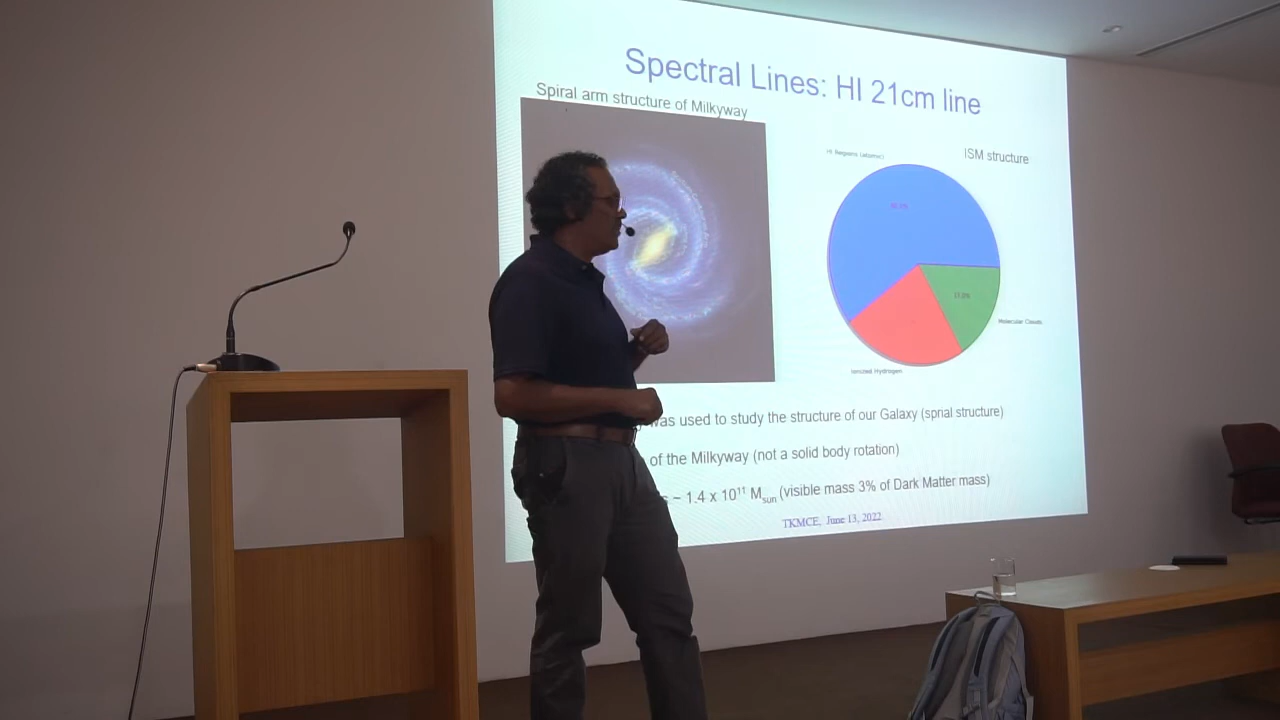 Spectral Lines: HI 21cm line
Spiral arm structure of Milkyway
ISM structure
Molecular Clouds
Ionized Hydrogen
was used to study the structure of our Galaxy (sprial structure)
of the Milkyway (not a solid body rotation)
~ 1.4 x 10¹¹ Msun (visible mass 3% of Dark Matter mass)
TKMCE, June 13, 2022